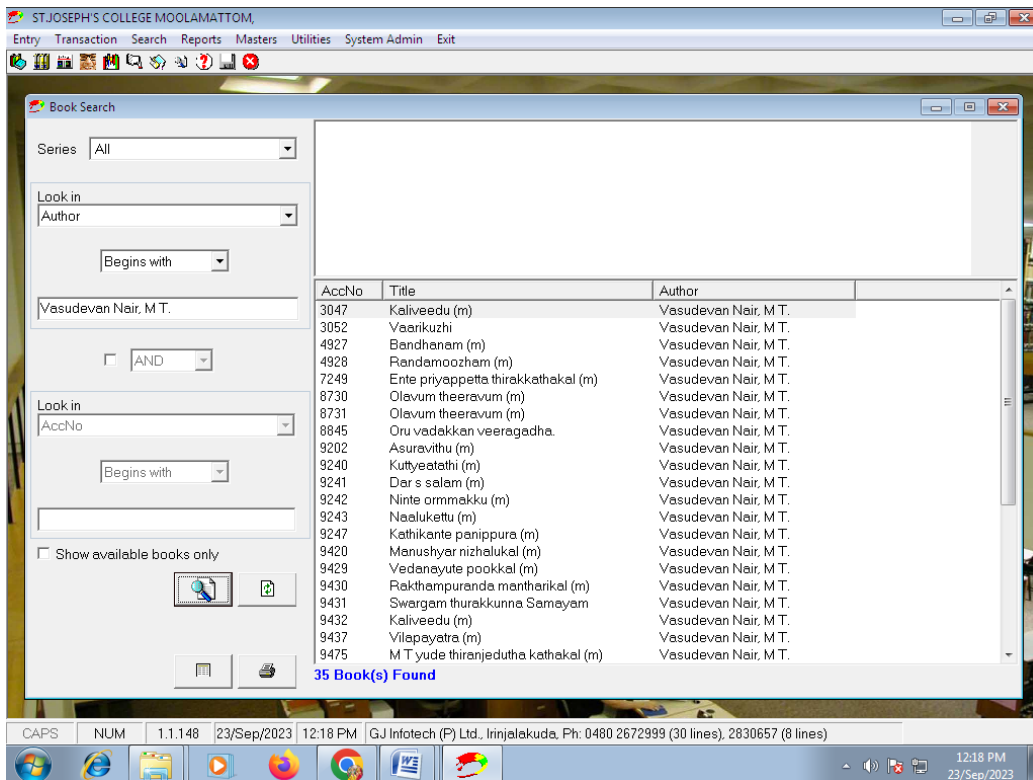 ST.JOSEPH'S COLLEGE MOOLAMATTOM,
Entry Transaction Search Reports Masters Utilities System Admin Exit
Book Search
Series All
Look in
Author
Begins with
Vasudevan Nair, M T.
AND
Look in
AccNo
Begins with
Show available books only
AccNo Title Author
3047 Kaliveedu (m) Vasudevan Nair, M T.
3052 Vaarikuzhi Vasudevan Nair, M T.
4927 Bandhanam (m) Vasudevan Nair, M T.
4928 Randamoozham (m) Vasudevan Nair, M T.
7249 Ente priyappetta thirakkathakal (m) Vasudevan Nair, M T.
8730 Olavum theeravum (m) Vasudevan Nair, M T.
8731 Olavum theeravum (m) Vasudevan Nair, M T.
8845 Oru vadakkan veeragadha. Vasudevan Nair, M T.
9202 Asuravithu (m) Vasudevan Nair, M T.
9240 Kuttyeatathi (m) Vasudevan Nair, M T.
9241 Dar s salam (m) Vasudevan Nair, M T.
9242 Ninte ormmakku (m) Vasudevan Nair, M T.
9243 Naalukettu (m) Vasudevan Nair, M T.
9247 Kathikante panippura (m) Vasudevan Nair, M T.
9420 Manushyar nizhalukal (m) Vasudevan Nair, M T.
9429 Vedanayute pookkal (m) Vasudevan Nair, M T.
9430 Rakthampuranda mantharikal (m) Vasudevan Nair, M T.
9431 Swargam thurakkunna Samayam Vasudevan Nair, M T.
9432 Kaliveedu (m) Vasudevan Nair, M T.
9437 Vilapayatra (m) Vasudevan Nair, M T.
9475 M T yude thiranjedutha kathakal (m) Vasudevan Nair, M T.
35 Book(s) Found
CAPS NUM 1.1.148 23/Sep/2023 12:18 PM GJ Infotech (P) Ltd., Irinjalakuda, Ph: 0480 2672999 (30 lines), 2830657 (8 lines)
12:18 PM
23/Sep/2023